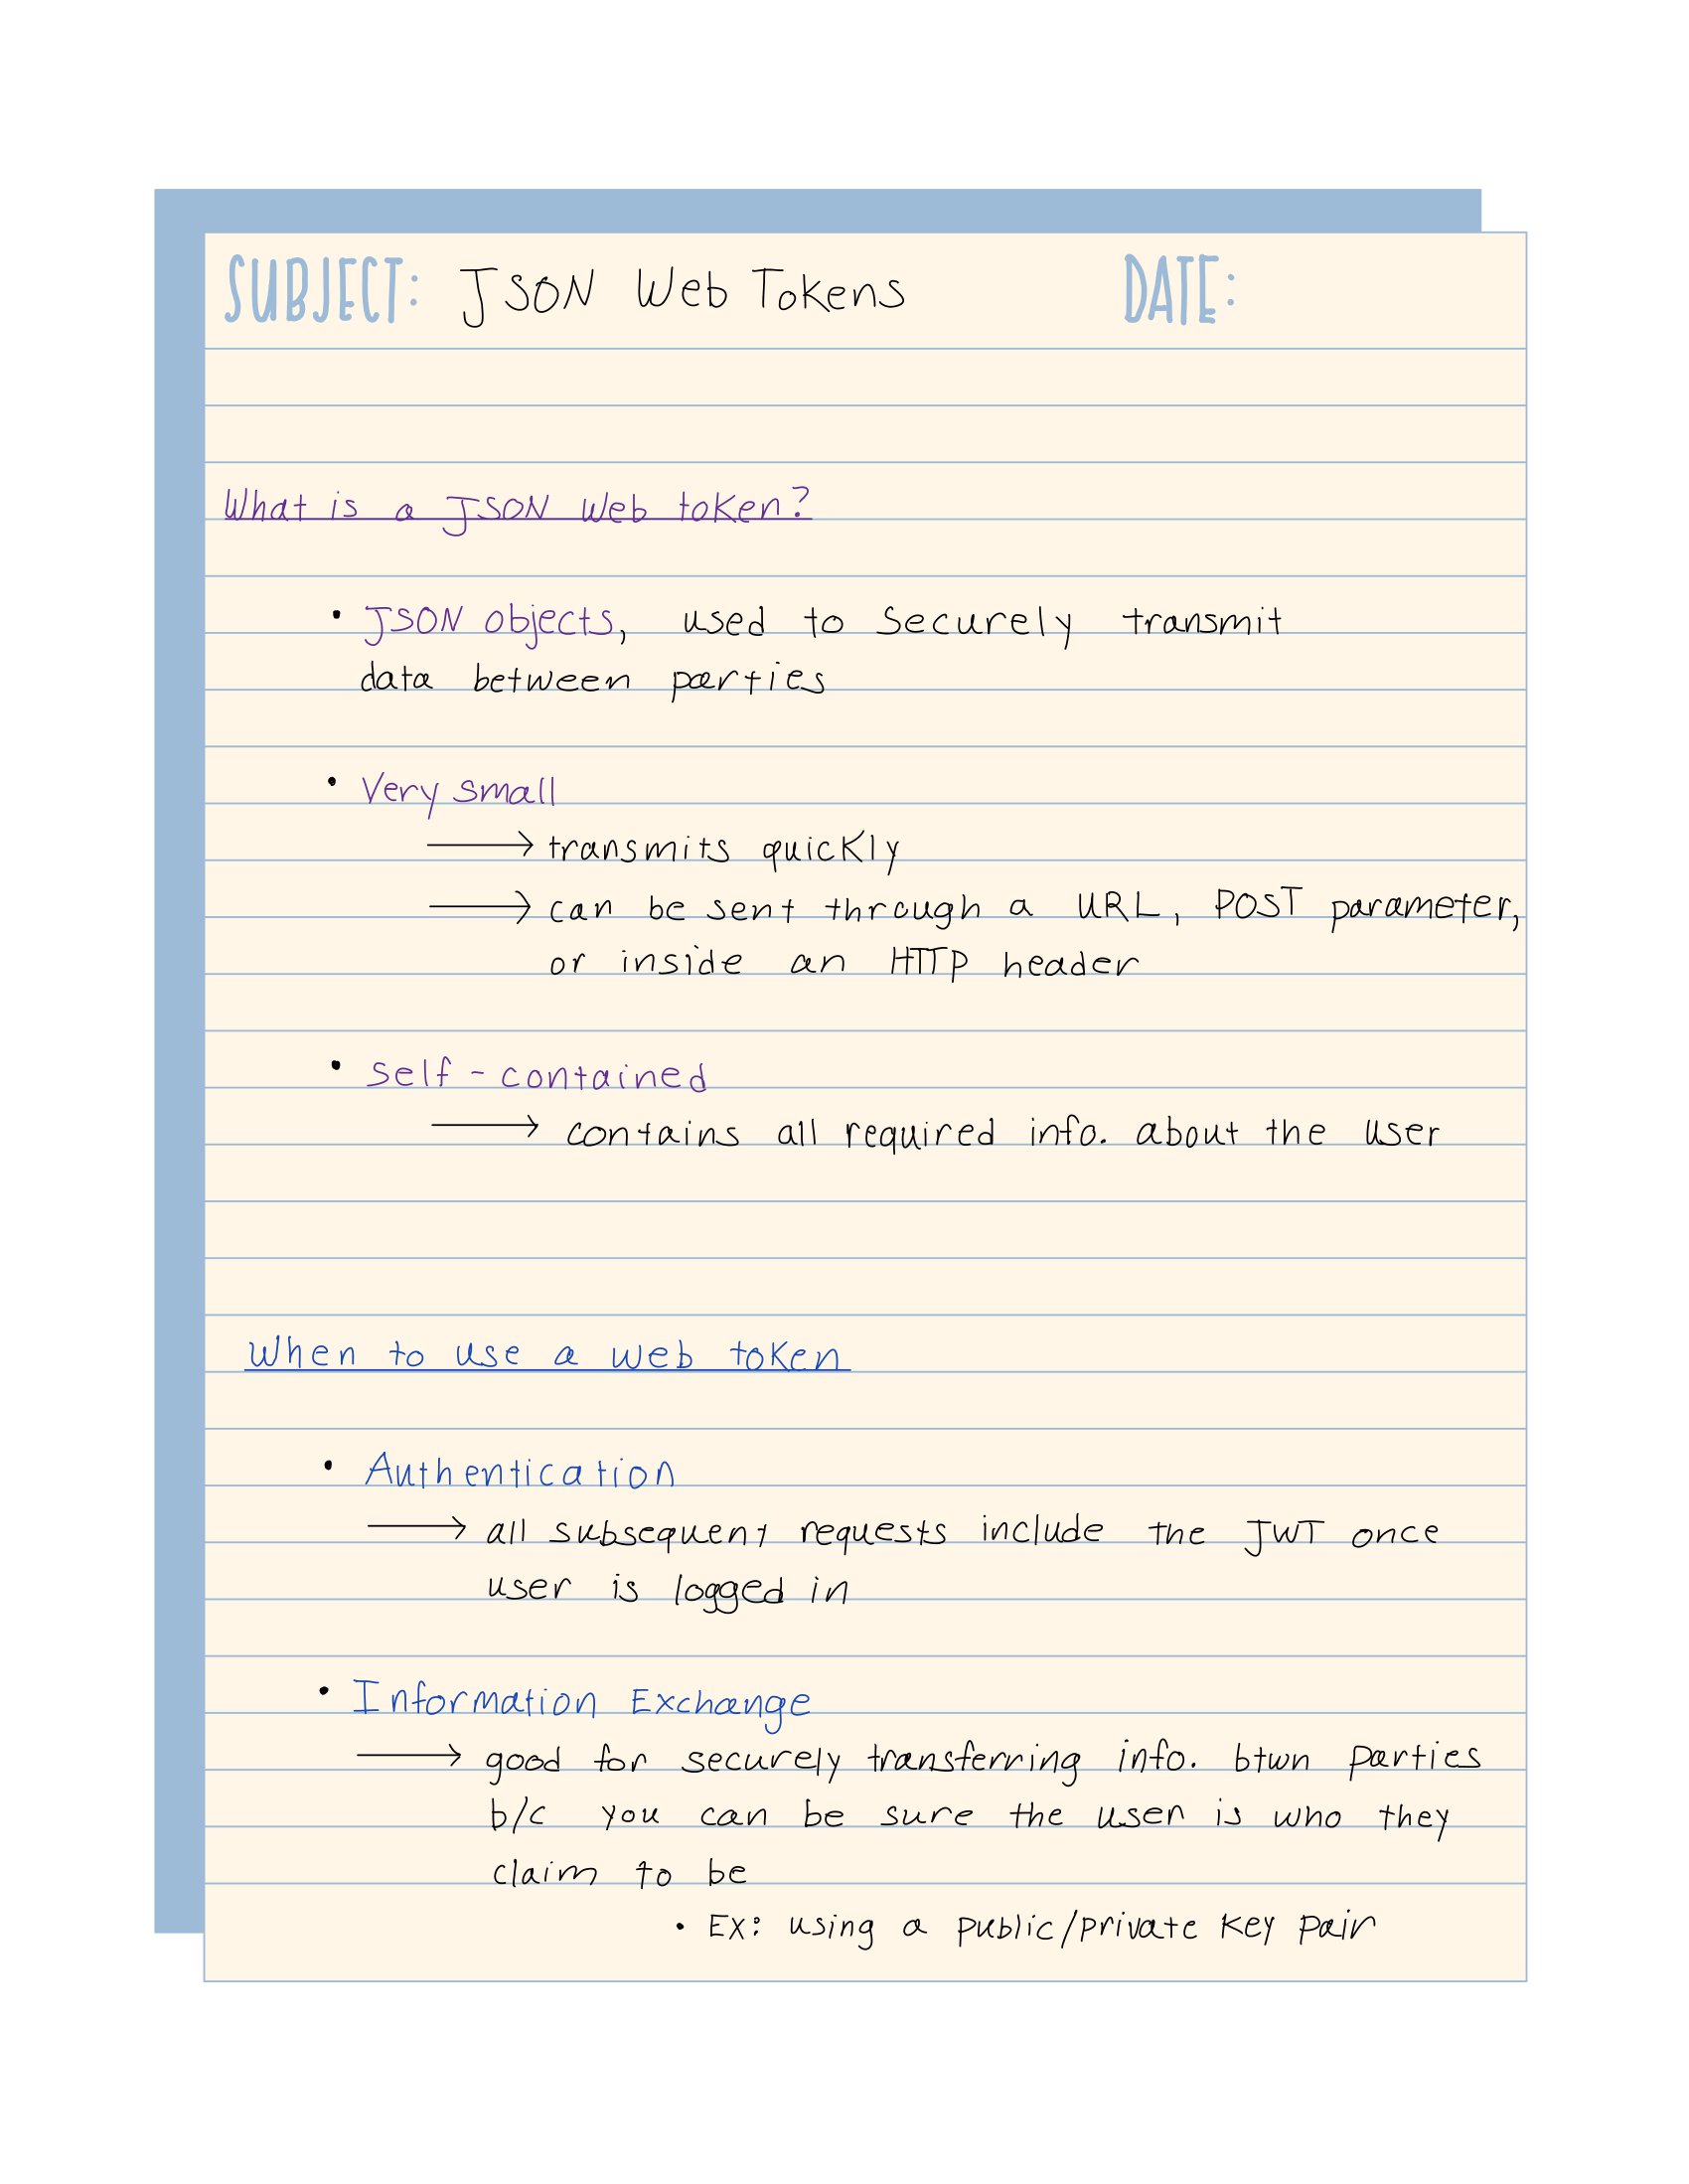 SUBJECT: JSON Web Tokens DATE:
What is a JSON Web token?
• JSON objects, used to securely transmit
data between parties
• Very small
→ transmits quickly
→ can be sent through a URL, POST parameter,
or inside an HTTP header
• Self-contained
→ contains all required info. about the user
When to use a web token
• Authentication
→ all subsequent requests include the JWT once
user is logged in
• Information Exchange
→ good for securely transferring info. btwn parties
b/c you can be sure the user is who they
claim to be
• Ex: using a public/private key pair